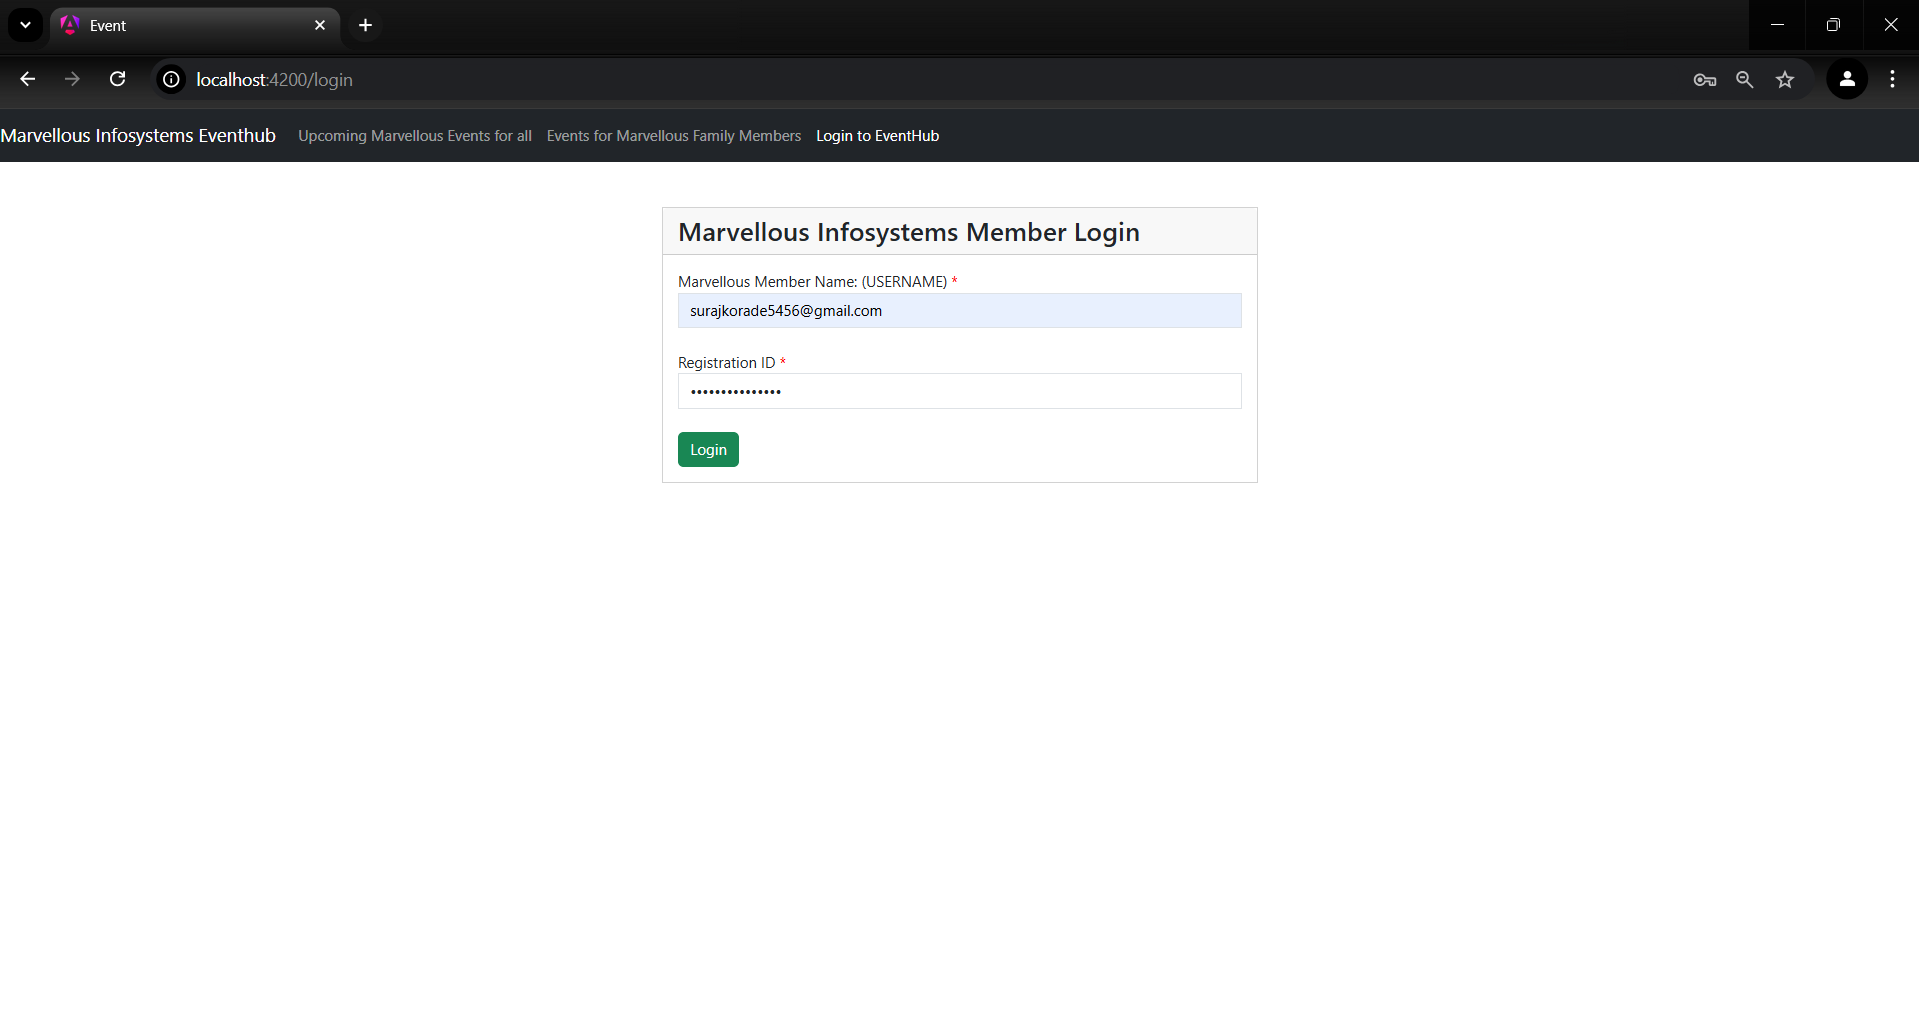 Event
localhost:4200/login
Marvellous Infosystems Eventhub Upcoming Marvellous Events for all Events for Marvellous Family Members Login to EventHub
Marvellous Infosystems Member Login
Marvellous Member Name: (USERNAME) *
surajkorade5456@gmail.com
Registration ID *
•••••••••••••••
Login